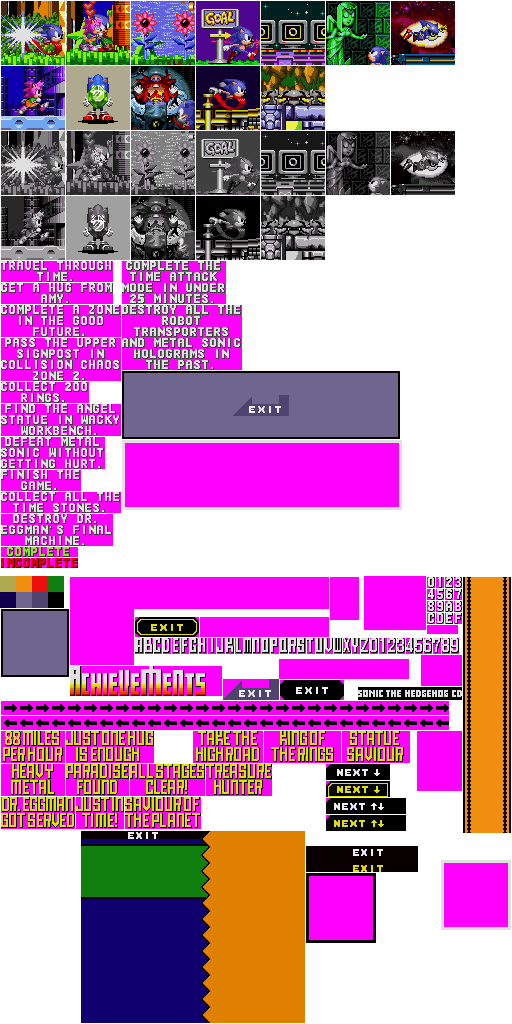 GOAL
GOAL
TRAVEL THROUGH
TIME.
GET A HUG FROM
AMY.
COMPLETE A ZONE
IN THE GOOD
FUTURE.
PASS THE UPPER
SIGNPOST IN
COLLISION CHAOS
ZONE 2.
COLLECT 200
RINGS.
FIND THE ANGEL
STATUE IN WACKY
WORKBENCH.
DEFEAT METAL
SONIC WITHOUT
GETTING HURT.
FINISH THE
GAME.
COLLECT ALL THE
TIME STONES.
DESTROY DR.
EGGMAN'S FINAL
MACHINE.
COMPLETE
INCOMPLETE
COMPLETE THE
TIME ATTACK
MODE IN UNDER
25 MINUTES.
DESTROY ALL THE
ROBOT
TRANSPORTERS
AND METAL SONIC
HOLOGRAMS IN
THE PAST.
EXIT
0123
4567
89AB
CDEF
EXIT
ABCDEFGHIJKLMNOPQRSTUVWXYZ0123456789
ACHIEVEMENTS
EXIT
EXIT
SONIC THE HEDGEHOG CD
88 MILES
PER HOUR
JUST ONE HUG
IS ENOUGH
TAKE THE
HIGH ROAD
KING OF
THE RINGS
STATUE
SAVIOUR
HEAVY
METAL
PARADISE
FOUND
ALL STAGES
CLEAR!
TREASURE
HUNTER
DR. EGGMAN
GOT SERVED
JUST IN
TIME!
SAVIOUR OF
THE PLANET
NEXT ↓
NEXT ↓
NEXT ↑↓
NEXT ↑↓
EXIT
EXIT
EXIT